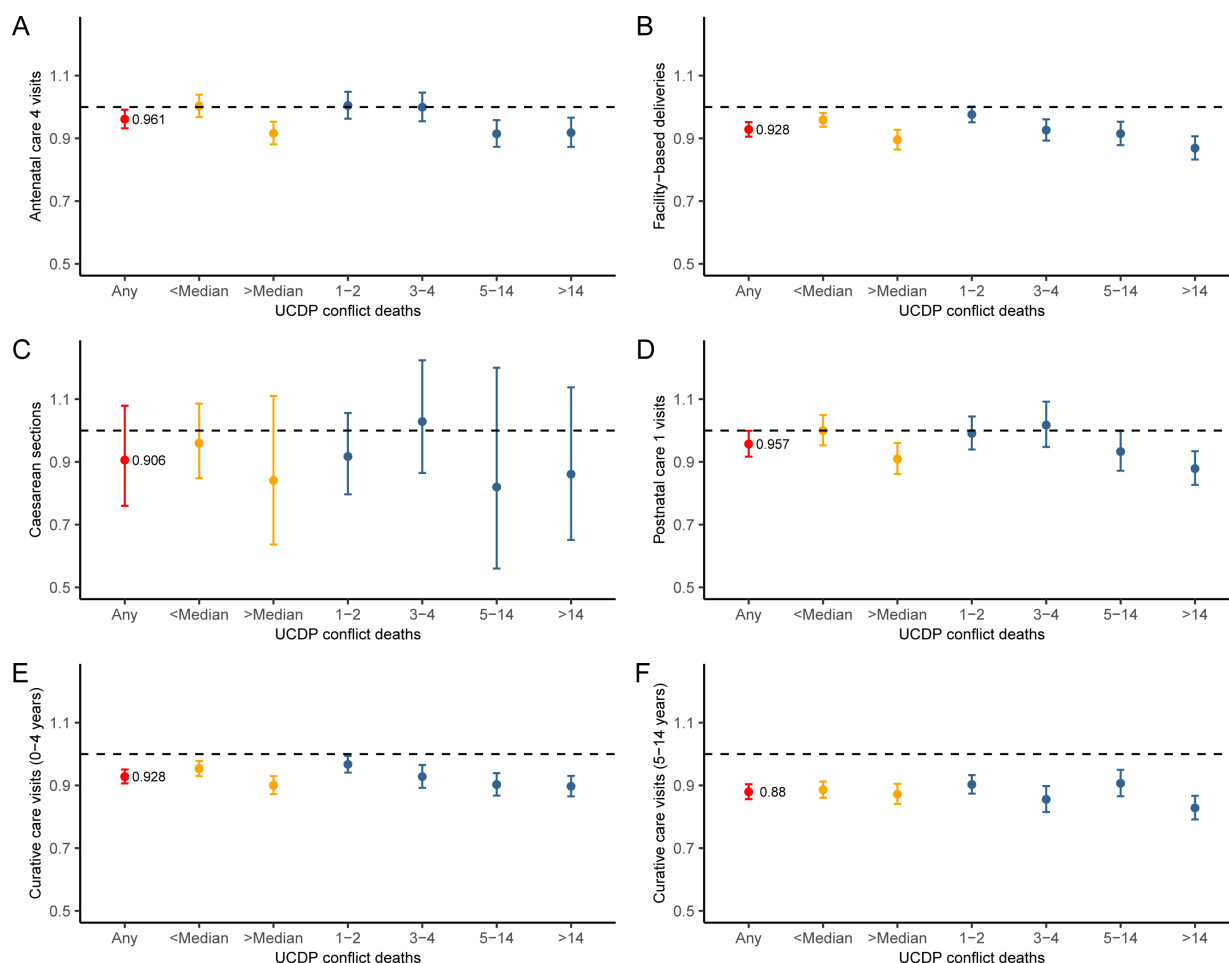 A
Antenatal care 4 visits
1.1
0.9
0.7
0.5
0.961
Any <Median >Median 1−2 3−4 5−14 >14
UCDP conflict deaths
B
Facility−based deliveries
1.1
0.9
0.7
0.5
0.928
Any <Median >Median 1−2 3−4 5−14 >14
UCDP conflict deaths
C
Caesarean sections
1.1
0.9
0.7
0.5
0.906
Any <Median >Median 1−2 3−4 5−14 >14
UCDP conflict deaths
D
Postnatal care 1 visits
1.1
0.9
0.7
0.5
0.957
Any <Median >Median 1−2 3−4 5−14 >14
UCDP conflict deaths
E
Curative care visits (0−4 years)
1.1
0.9
0.7
0.5
0.928
Any <Median >Median 1−2 3−4 5−14 >14
UCDP conflict deaths
F
Curative care visits (5−14 years)
1.1
0.9
0.7
0.5
0.88
Any <Median >Median 1−2 3−4 5−14 >14
UCDP conflict deaths